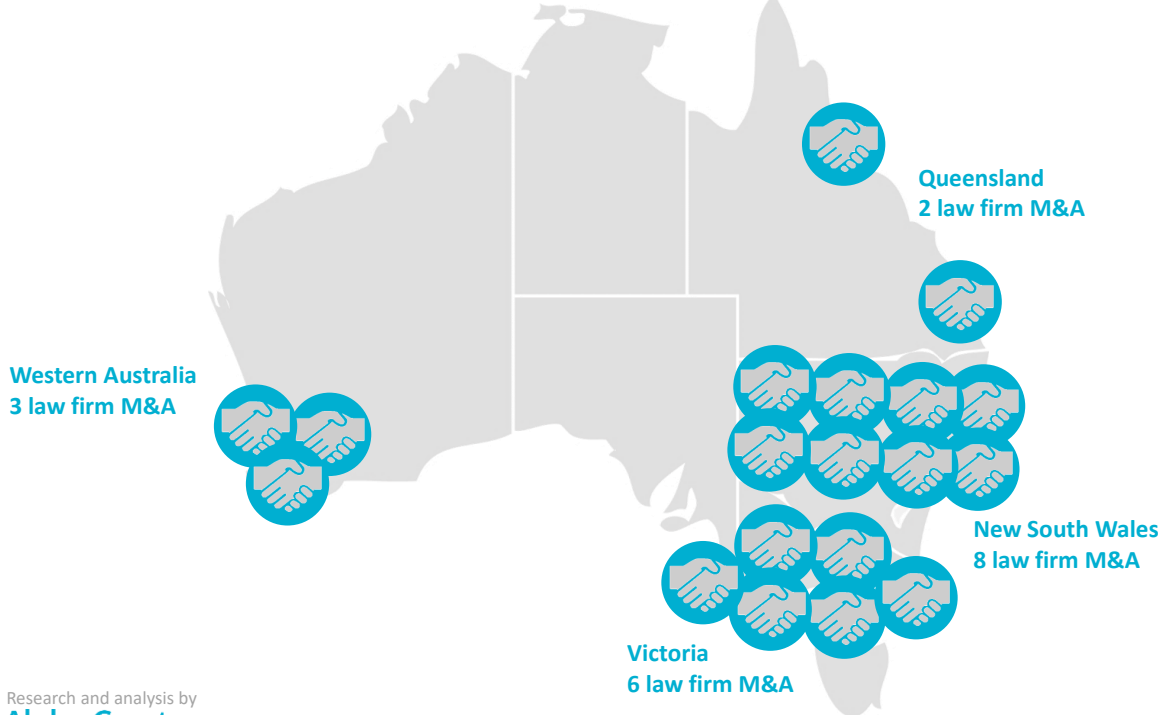 Queensland
2 law firm M&A
Western Australia
3 law firm M&A
New South Wales
8 law firm M&A
Victoria
6 law firm M&A
Research and analysis by